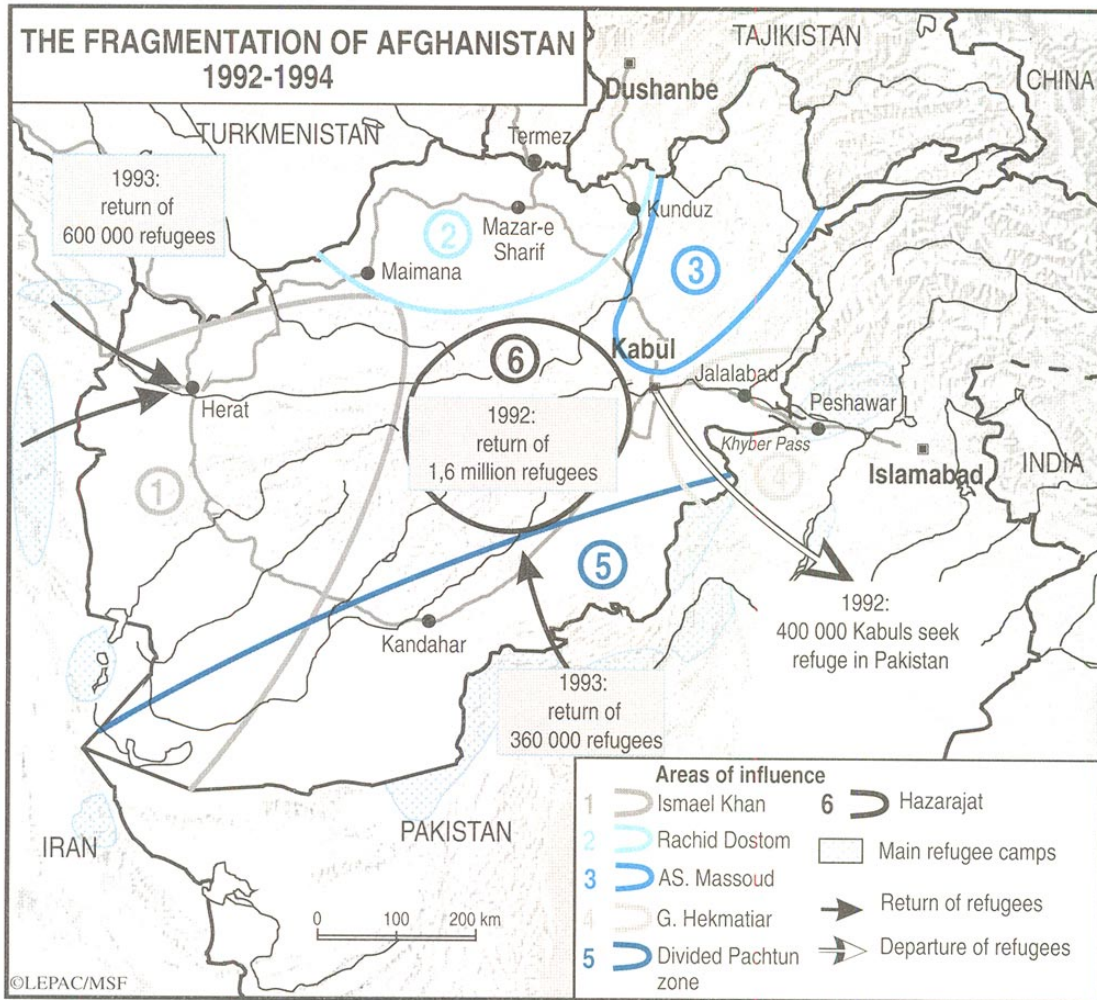 THE FRAGMENTATION OF AFGHANISTAN
1992-1994
TAJIKISTAN
CHINA
Dushanbe
TURKMENISTAN
Termez
1993:
return of
600 000 refugees
Kunduz
2
Mazar-e
Sharif
Maimana
3
6
Kabul
Jalalabad
Peshawar
Herat
1992:
return of
1,6 million refugees
Khyber Pass
Islamabad
INDIA
1
4
5
1992:
400 000 Kabuls seek
refuge in Pakistan
Kandahar
1993:
return of
360 000 refugees
IRAN
PAKISTAN
0 100 200 km
Areas of influence
1 Ismael Khan
2 Rachid Dostom
3 AS. Massoud
4 G. Hekmatiar
5 Divided Pachtun
zone
6 Hazarajat
Main refugee camps
Return of refugees
Departure of refugees
©LEPAC/MSF